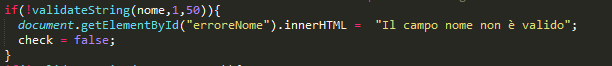 if(!validateString(nome,1,50)){
document.getElementById("erroreNome").innerHTML = "Il campo nome non è valido";
check = false;
}